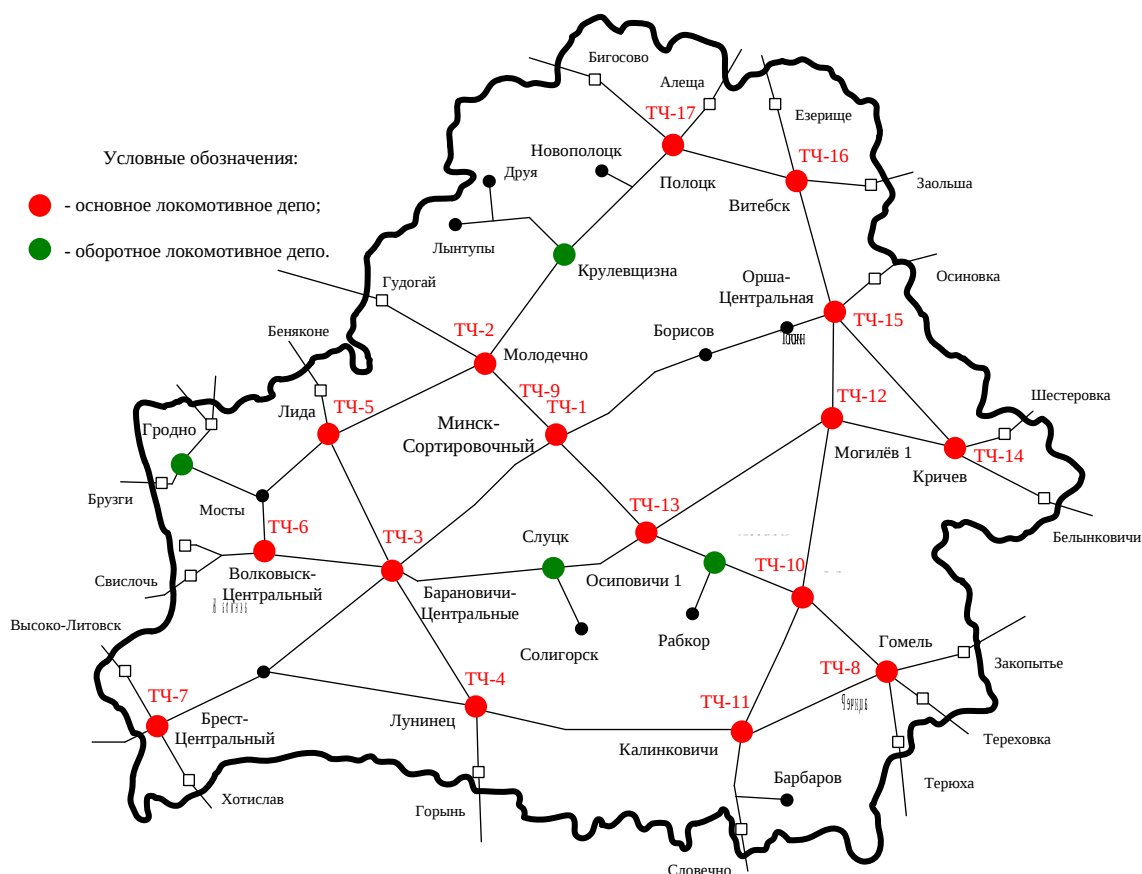 Бигосово
Алеща
ТЧ-17
Езерище
Условные обозначения:
Новополоцк
ТЧ-16
Друя
Полоцк
Заольша
- основное локомотивное депо;
Витебск
- оборотное локомотивное депо.
Лынтупы
Крулевщизна
Гудогай
Орша-
Центральная
Осиновка
Беняконе
ТЧ-2
Борисов
ТЧ-15
Молодечно
ТЧ-9
ТЧ-12
Шестеровка
Лида
ТЧ-5
ТЧ-1
Гродно
Минск-
Сортировочный
Могилёв 1
ТЧ-14
Кричев
Брузги
Мосты
ТЧ-13
Белынковичи
ТЧ-6
ТЧ-3
Слуцк
ТЧ-10
Свислочь
Волковыск-
Центральный
Барановичи-
Центральные
Осиповичи 1
Высоко-Литовск
Солигорск
Рабкор
Гомель
Закопытье
ТЧ-7
ТЧ-4
ТЧ-8
ТЧ-11
Брест-
Центральный
Лунинец
Калинковичи
Тереховка
Хотислав
Горынь
Барбаров
Терюха
Словечно